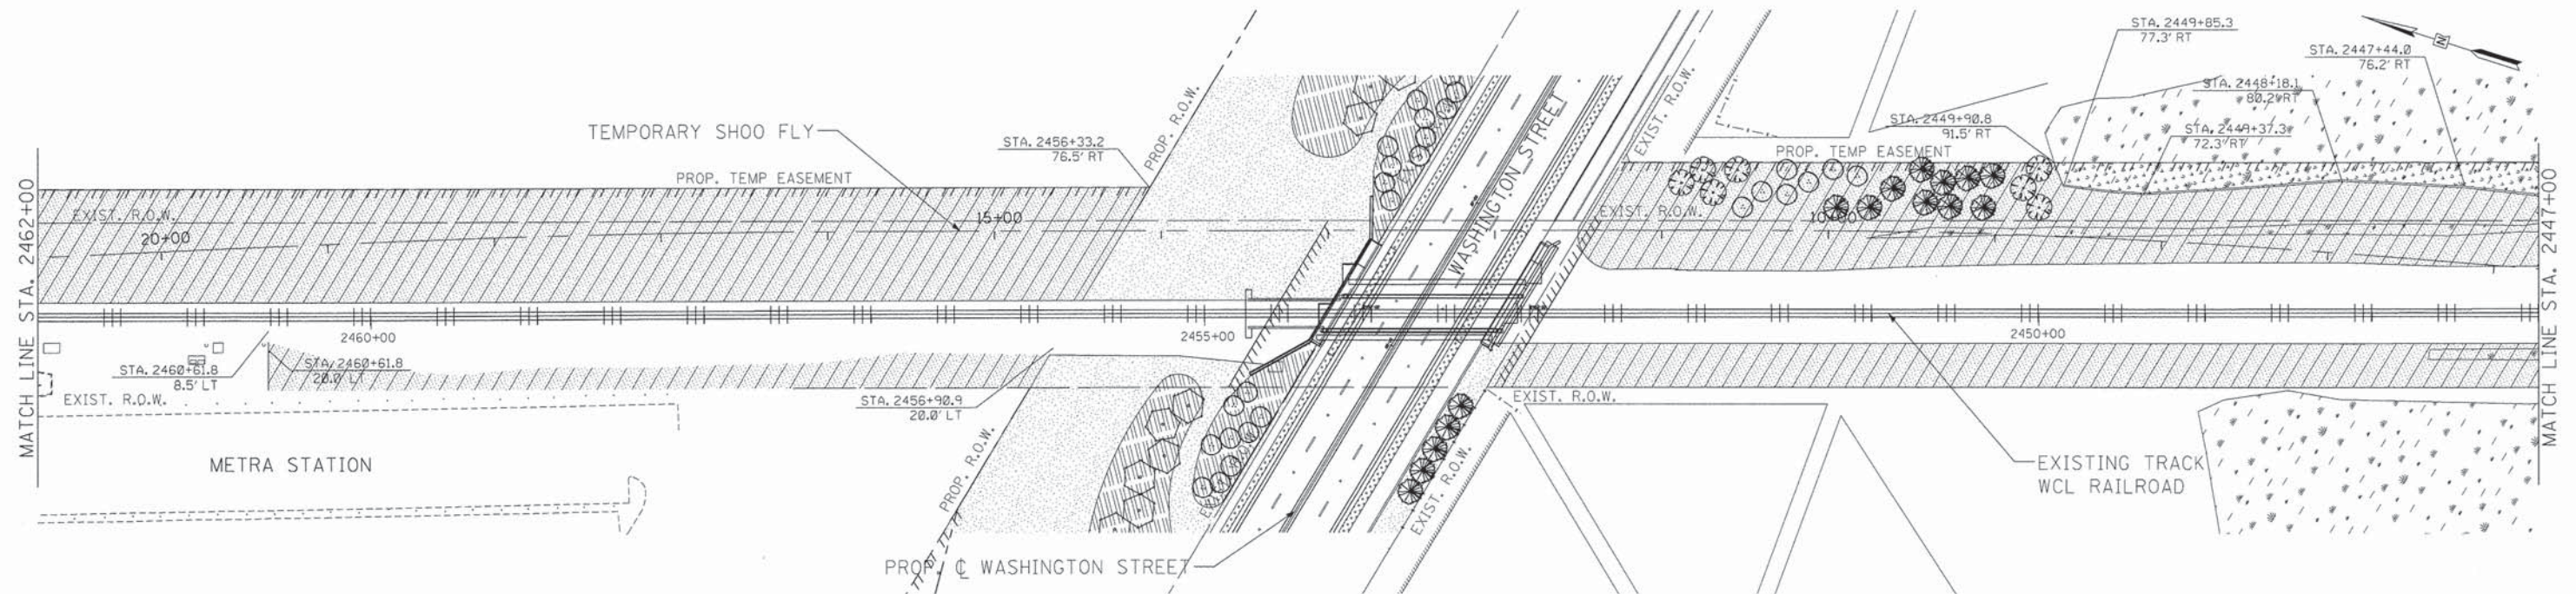 STA. 2449+85.3
77.3' RT
STA. 2447+44.0
76.2' RT
N
STA. 2448+18.1
80.2' RT
STA. 2449+90.8
91.5' RT
STA. 2449+37.3
72.3' RT
TEMPORARY SHOO FLY
STA. 2456+33.2
76.5' RT
PROP. R.O.W.
EXIST. R.O.W.
WASHINGTON STREET
PROP. TEMP EASEMENT
PROP. TEMP EASEMENT
EXIST. R.O.W.
15+00
EXIST. R.O.W.
10+00
20+00
MATCH LINE STA. 2462+00
MATCH LINE STA. 2447+00
2460+00
2455+00
2450+00
STA. 2460+61.8
8.5' LT
STA. 2460+61.8
20.0' LT
EXIST. R.O.W.
STA. 2456+90.9
20.0' LT
EXIST. R.O.W.
PROP. R.O.W.
EXIST. R.O.W.
METRA STATION
EXISTING TRACK
WCL RAILROAD
PROP. ℄ WASHINGTON STREET